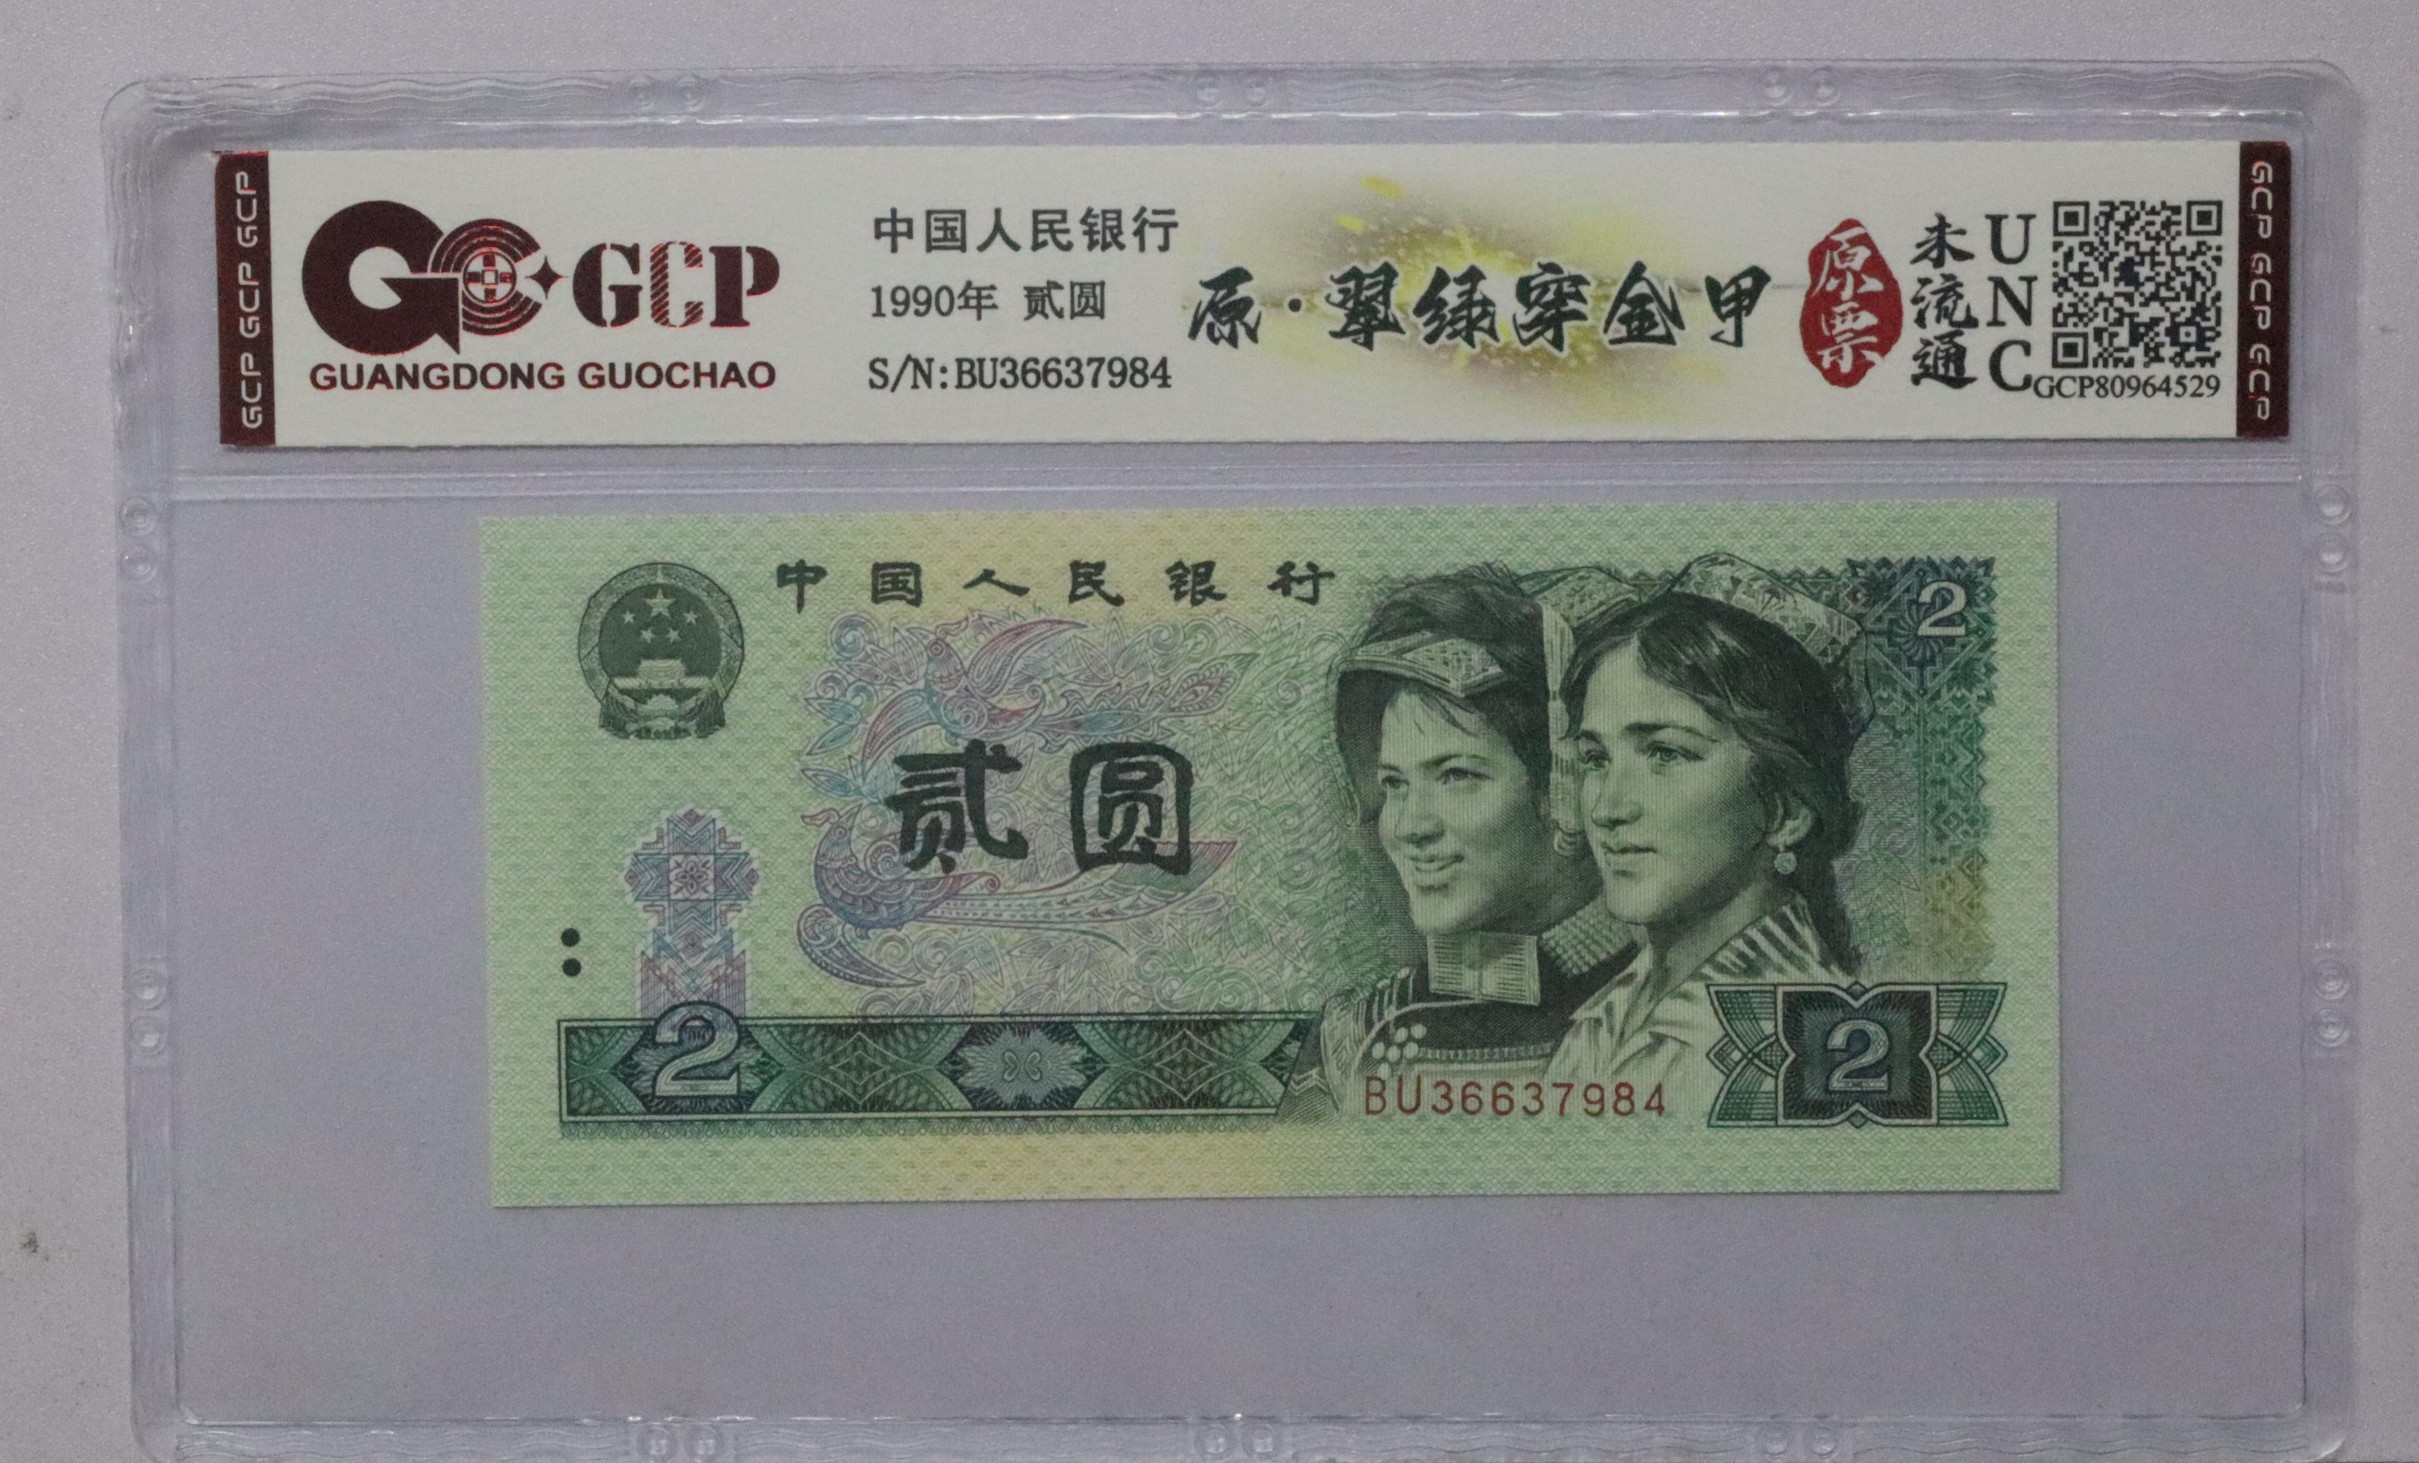 GCP GCP GCP
GCP
GUANGDONG GUOCHAO
中国人民银行
1990年 贰圆
S/N:BU36637984
原·翠绿穿金甲
原票
未流通
UNC
GCP80964529
GCP GCP GCP
中国人民银行
2
贰圆
2
BU36637984
2